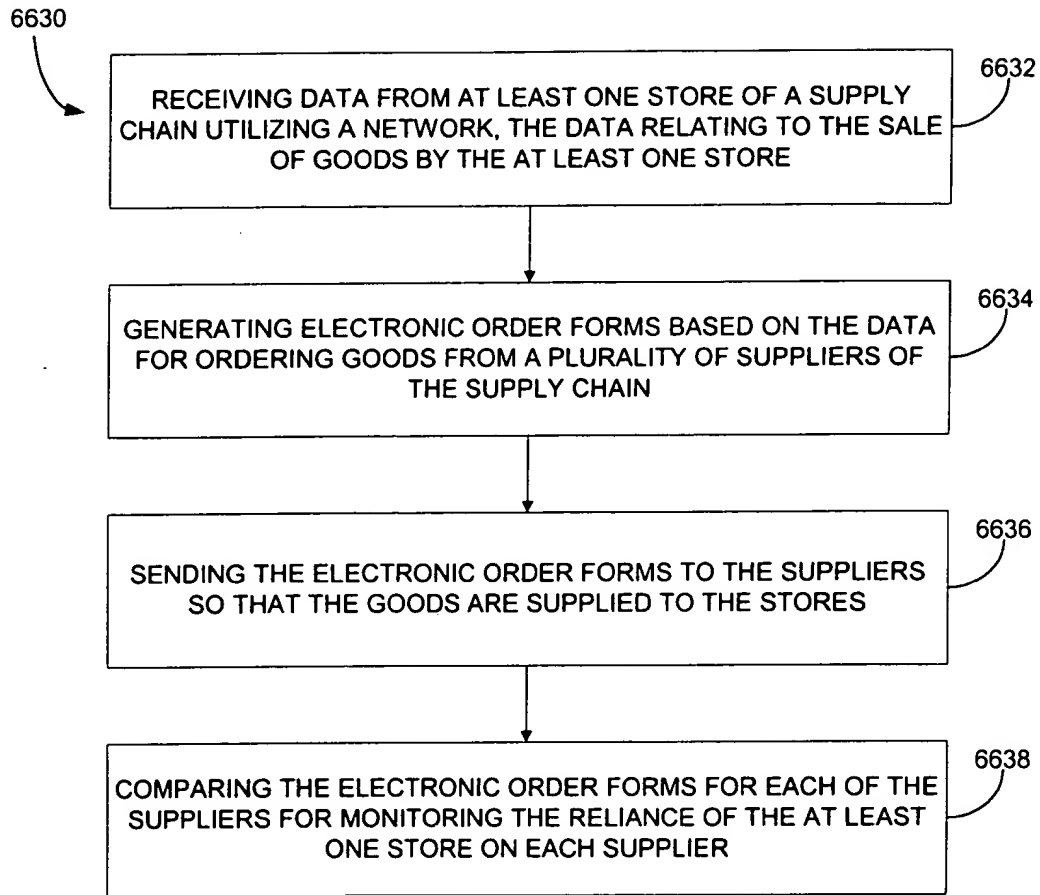 6630
6632
RECEIVING DATA FROM AT LEAST ONE STORE OF A SUPPLY
CHAIN UTILIZING A NETWORK, THE DATA RELATING TO THE SALE
OF GOODS BY THE AT LEAST ONE STORE
6634
GENERATING ELECTRONIC ORDER FORMS BASED ON THE DATA
FOR ORDERING GOODS FROM A PLURALITY OF SUPPLIERS OF
THE SUPPLY CHAIN
6636
SENDING THE ELECTRONIC ORDER FORMS TO THE SUPPLIERS
SO THAT THE GOODS ARE SUPPLIED TO THE STORES
6638
COMPARING THE ELECTRONIC ORDER FORMS FOR EACH OF THE
SUPPLIERS FOR MONITORING THE RELIANCE OF THE AT LEAST
ONE STORE ON EACH SUPPLIER